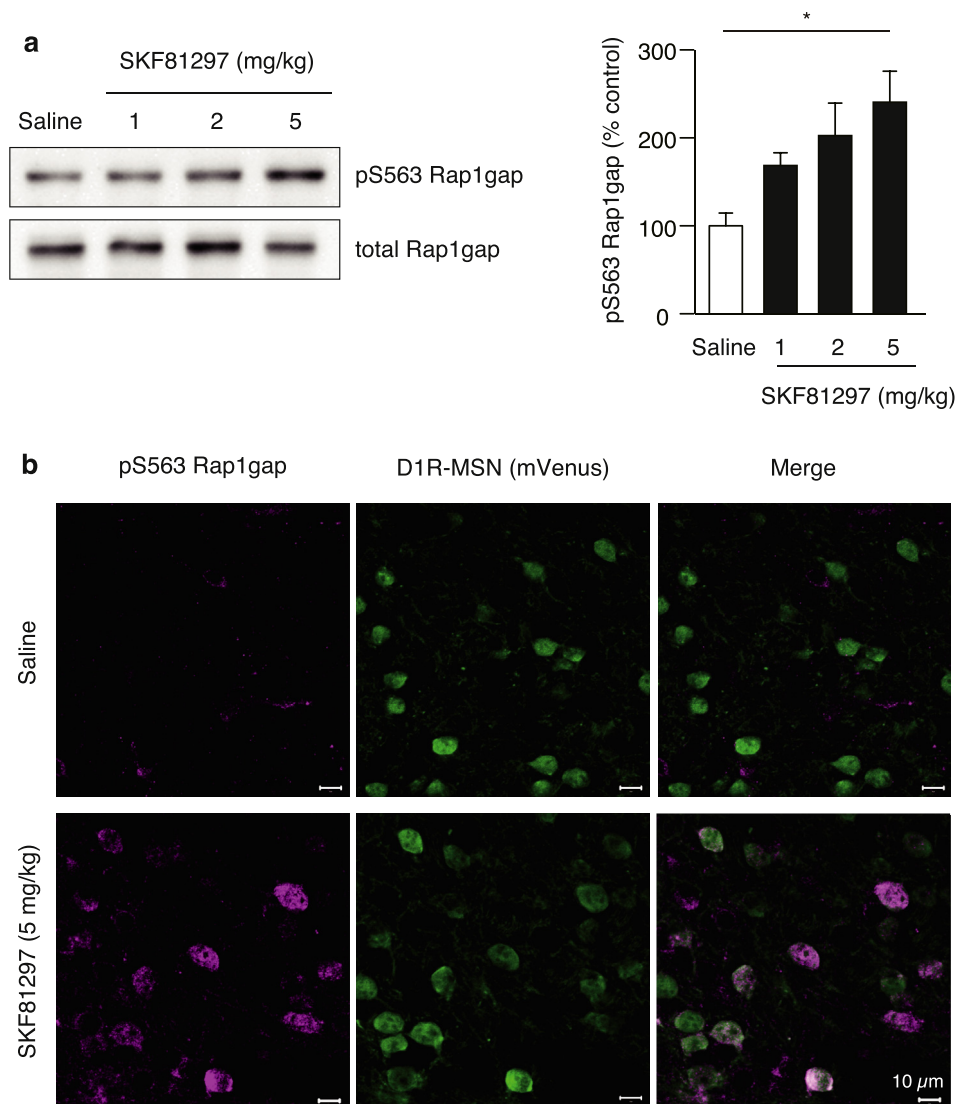 a
SKF81297 (mg/kg)
Saline 1 2 5
pS563 Rap1gap
total Rap1gap
*
pS563 Rap1gap (% control)
300
200
100
0
Saline 1 2 5
SKF81297 (mg/kg)
b
pS563 Rap1gap D1R-MSN (mVenus) Merge
Saline
SKF81297 (5 mg/kg)
10 µm